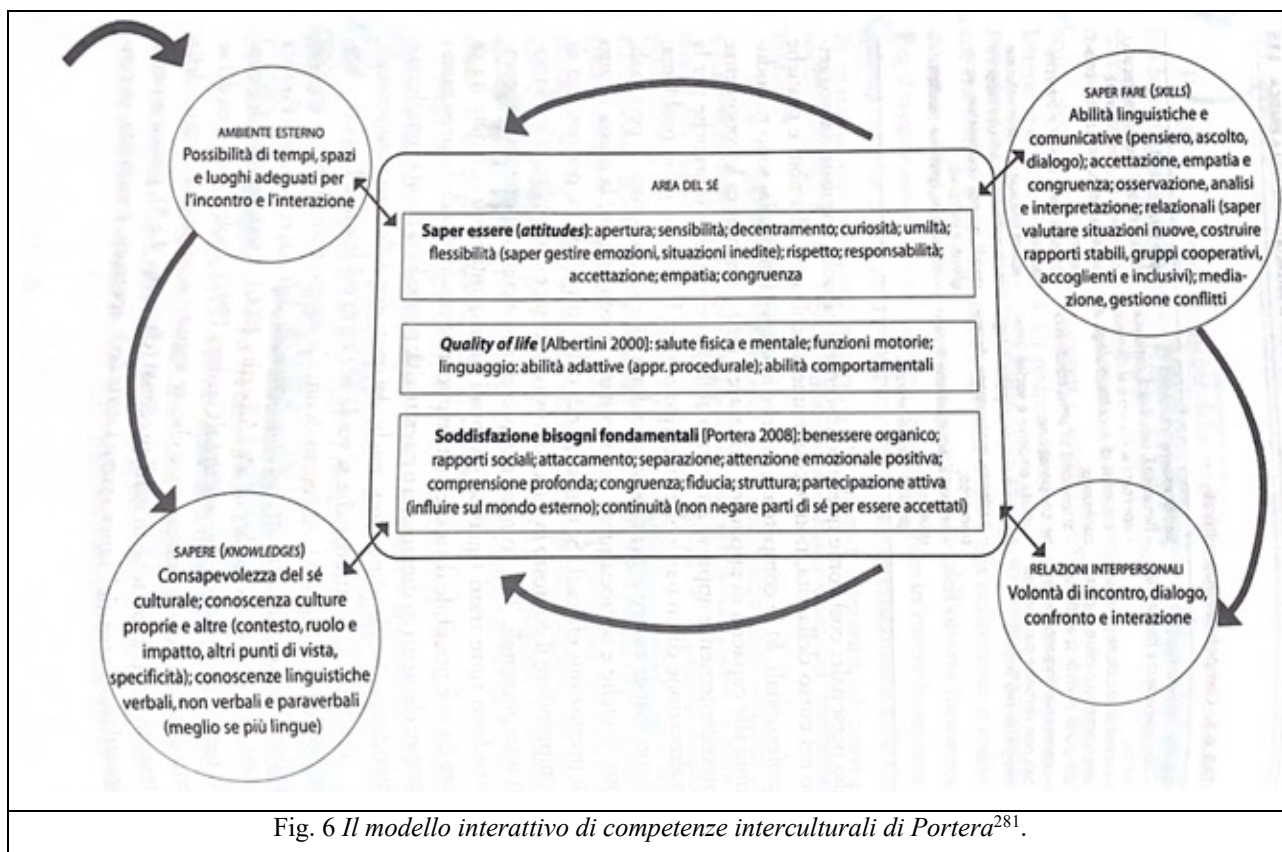 AMBIENTE ESTERNO
Possibilità di tempi, spazi
e luoghi adeguati per
l'incontro e l'interazione
SAPER FARE (SKILLS)
Abilità linguistiche e
comunicative (pensiero, ascolto,
dialogo); accettazione, empatia e
congruenza; osservazione, analisi
e interpretazione; relazionali (saper
valutare situazioni nuove, costruire
rapporti stabili, gruppi cooperativi,
accoglienti e inclusivi); media-
zione, gestione conflitti
AREA DEL SÉ
Saper essere (attitudes): apertura; sensibilità; decentramento; curiosità; umiltà;
flessibilità (saper gestire emozioni, situazioni inedite); rispetto; responsabilità;
accettazione; empatia; congruenza
Quality of life [Albertini 2000]: salute fisica e mentale; funzioni motorie;
linguaggio: abilità adattive (appr. procedurale); abilità comportamentali
Soddisfazione bisogni fondamentali [Portera 2008]: benessere organico;
rapporti sociali; attaccamento; separazione; attenzione emozionale positiva;
comprensione profonda; congruenza; fiducia; struttura; partecipazione attiva
(influire sul mondo esterno); continuità (non negare parti di sé per essere accettati)
SAPERE (KNOWLEDGES)
Consapevolezza del sé
culturale; conoscenza culture
proprie e altre (contesto, ruolo e
impatto, altri punti di vista,
specificità); conoscenze linguistiche
verbali, non verbali e paraverbali
(meglio se più lingue)
RELAZIONI INTERPERSONALI
Volontà di incontro, dialogo,
confronto e interazione
Fig. 6 Il modello interattivo di competenze interculturali di Portera281.